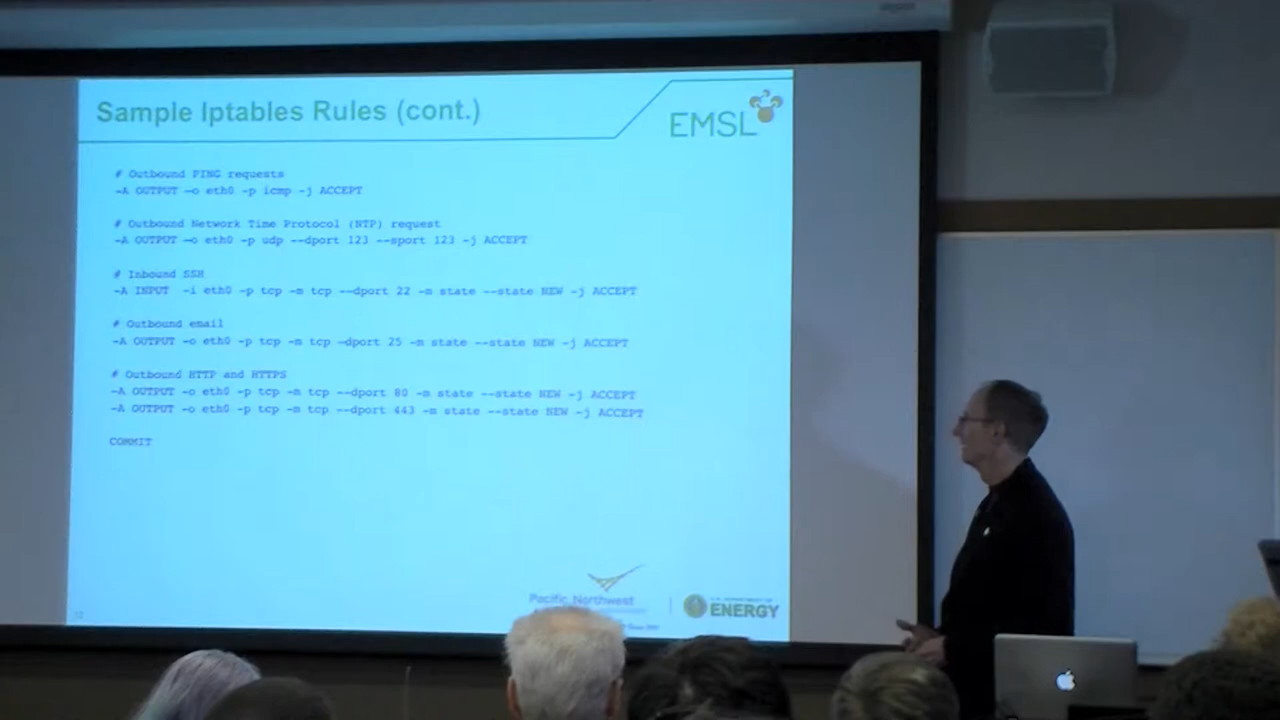 Sample Iptables Rules (cont.)
EMSL
# Outbound PING requests
-A OUTPUT –o eth0 -p icmp -j ACCEPT
# Outbound Network Time Protocol (NTP) request
-A OUTPUT –o eth0 -p udp --dport 123 --sport 123 -j ACCEPT
# Inbound SSH
-A INPUT -i eth0 -p tcp -m tcp --dport 22 -m state --state NEW -j ACCEPT
# Outbound email
-A OUTPUT -o eth0 -p tcp -m tcp –dport 25 -m state --state NEW -j ACCEPT
# Outbound HTTP and HTTPS
-A OUTPUT -o eth0 -p tcp -m tcp --dport 80 -m state --state NEW -j ACCEPT
-A OUTPUT -o eth0 -p tcp -m tcp --dport 443 -m state --state NEW -j ACCEPT
COMMIT
Pacific Northwest
U.S. DEPARTMENT OF
ENERGY